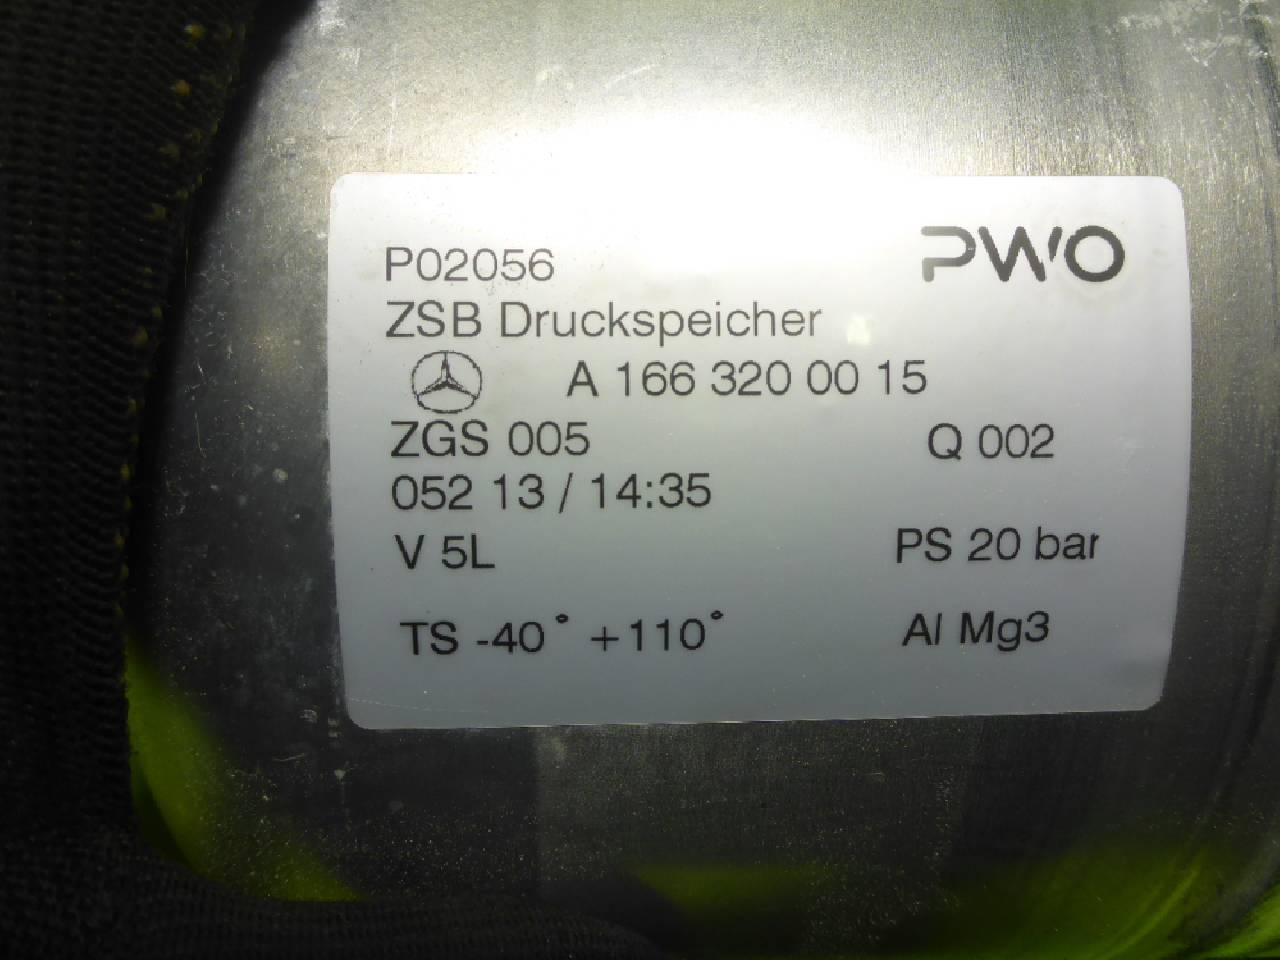 PWO
P02056
ZSB Druckspeicher
A 166 320 00 15
ZGS 005 Q 002
052 13 / 14:35
V 5L PS 20 bar
TS -40° +110° Al Mg3